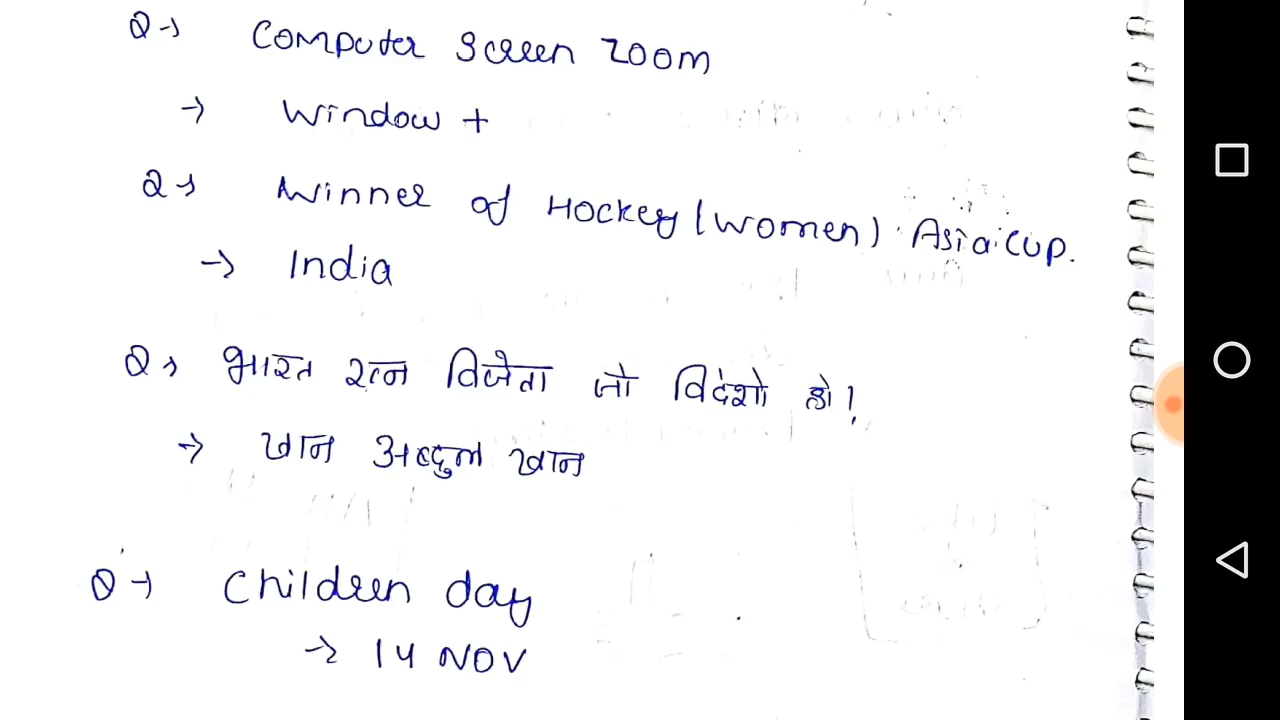 Q → Computer Screen Zoom
→ Window +
Q → Winner of Hockey (Women) Asia Cup.
→ India
Q → भारत रत्न विजेता जो विदेशी हो।
→ खान अब्दुल खान
Q → Children day
→ 14 NOV